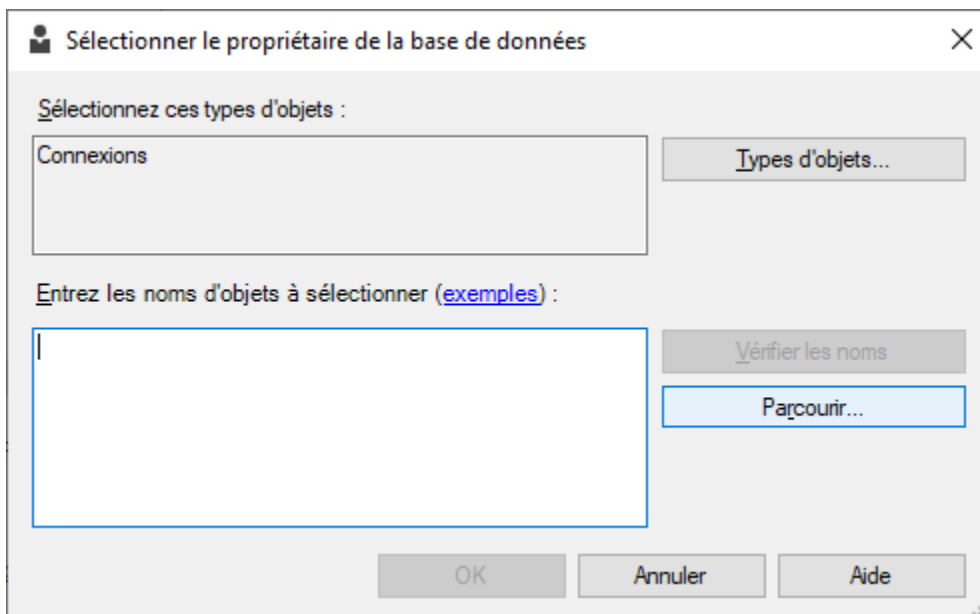 Sélectionner le propriétaire de la base de données
Sélectionnez ces types d'objets :
Connexions
Types d'objets...
Entrez les noms d'objets à sélectionner (exemples) :
Vérifier les noms
Parcourir...
OK
Annuler
Aide